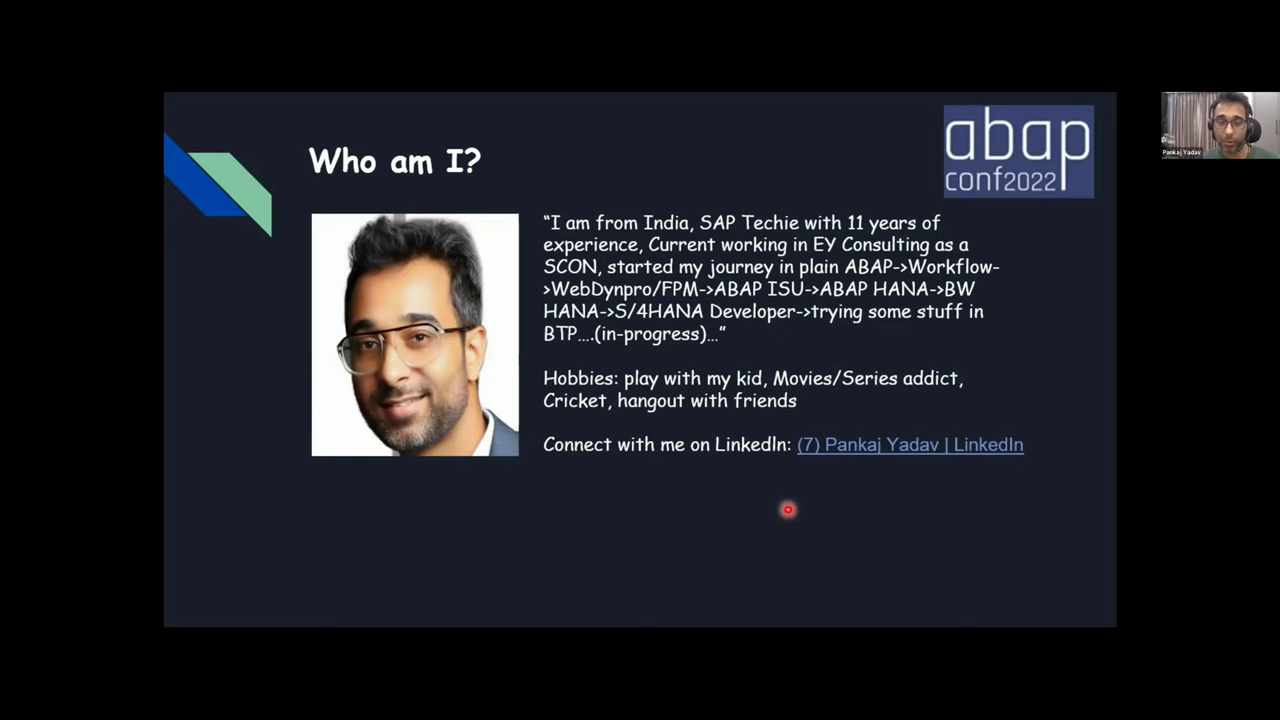 Who am I?
abap
conf2022
Pankaj Yadav
“I am from India, SAP Techie with 11 years of
experience, Current working in EY Consulting as a
SCON, started my journey in plain ABAP->Workflow-
>WebDynpro/FPM->ABAP ISU->ABAP HANA->BW
HANA->S/4HANA Developer->trying some stuff in
BTP....(in-progress)...”
Hobbies: play with my kid, Movies/Series addict,
Cricket, hangout with friends
Connect with me on LinkedIn: (7) Pankaj Yadav | LinkedIn